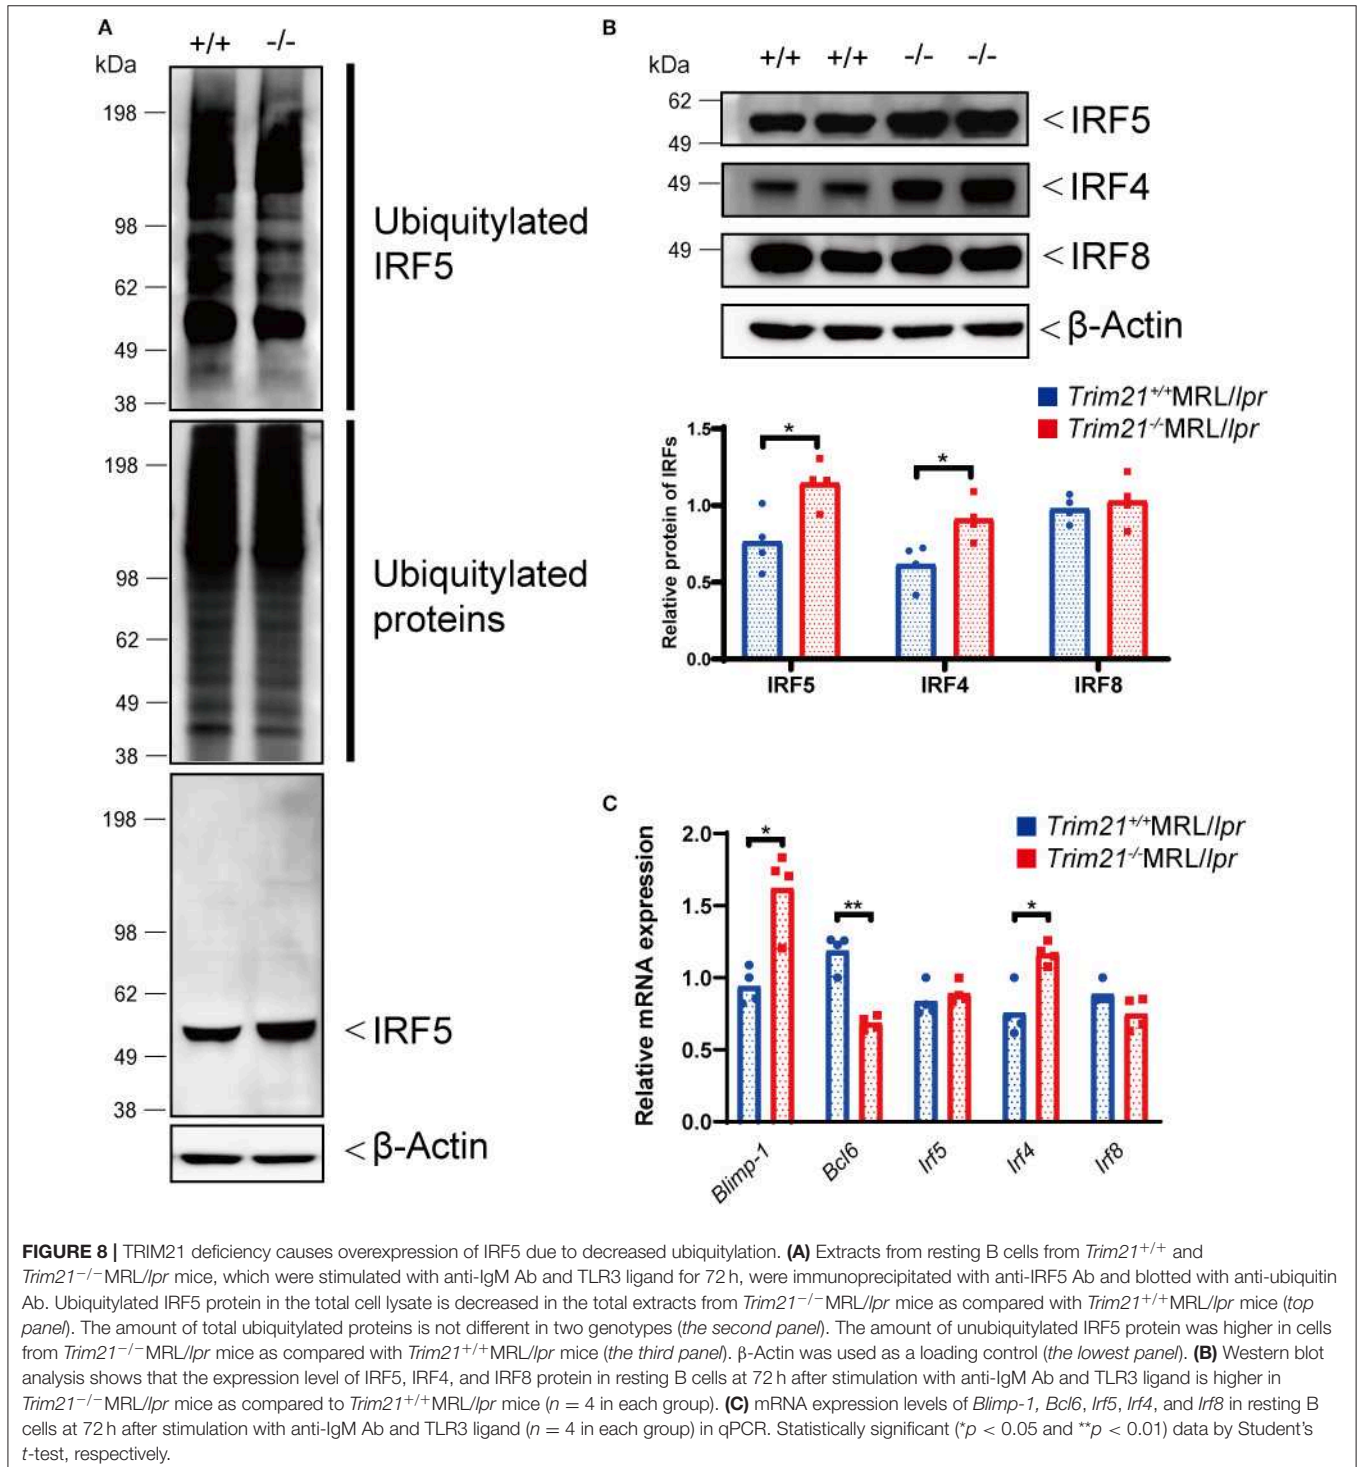 A
+/+ -/-
kDa
198
98
62
49
38
Ubiquitylated
IRF5
198
98
62
49
38
Ubiquitylated
proteins
198
98
62
49
38
< IRF5
< β-Actin
B
kDa
+/+ +/+ -/- -/-
62
49
< IRF5
49
< IRF4
49
< IRF8
< β-Actin
Trim21+/+MRL/lpr
Trim21-/-MRL/lpr
Relative protein of IRFs
1.5
1.0
0.5
0.0
*
*
IRF5 IRF4 IRF8
C
Trim21+/+MRL/lpr
Trim21-/-MRL/lpr
Relative mRNA expression
2.0
1.5
1.0
0.5
0.0
*
**
*
Blimp-1 Bcl6 Irf5 Irf4 Irf8
FIGURE 8 | TRIM21 deficiency causes overexpression of IRF5 due to decreased ubiquitylation. (A) Extracts from resting B cells from Trim21+/+ and
Trim21−/−MRL/lpr mice, which were stimulated with anti-IgM Ab and TLR3 ligand for 72 h, were immunoprecipitated with anti-IRF5 Ab and blotted with anti-ubiquitin
Ab. Ubiquitylated IRF5 protein in the total cell lysate is decreased in the total extracts from Trim21−/−MRL/lpr mice as compared with Trim21+/+MRL/lpr mice (top
panel). The amount of total ubiquitylated proteins is not different in two genotypes (the second panel). The amount of unubiquitylated IRF5 protein was higher in cells
from Trim21−/−MRL/lpr mice as compared with Trim21+/+MRL/lpr mice (the third panel). β-Actin was used as a loading control (the lowest panel). (B) Western blot
analysis shows that the expression level of IRF5, IRF4, and IRF8 protein in resting B cells at 72 h after stimulation with anti-IgM Ab and TLR3 ligand is higher in
Trim21−/−MRL/lpr mice as compared to Trim21+/+MRL/lpr mice (n = 4 in each group). (C) mRNA expression levels of Blimp-1, Bcl6, Irf5, Irf4, and Irf8 in resting B
cells at 72 h after stimulation with anti-IgM Ab and TLR3 ligand (n = 4 in each group) in qPCR. Statistically significant (*p < 0.05 and **p < 0.01) data by Student's
t-test, respectively.